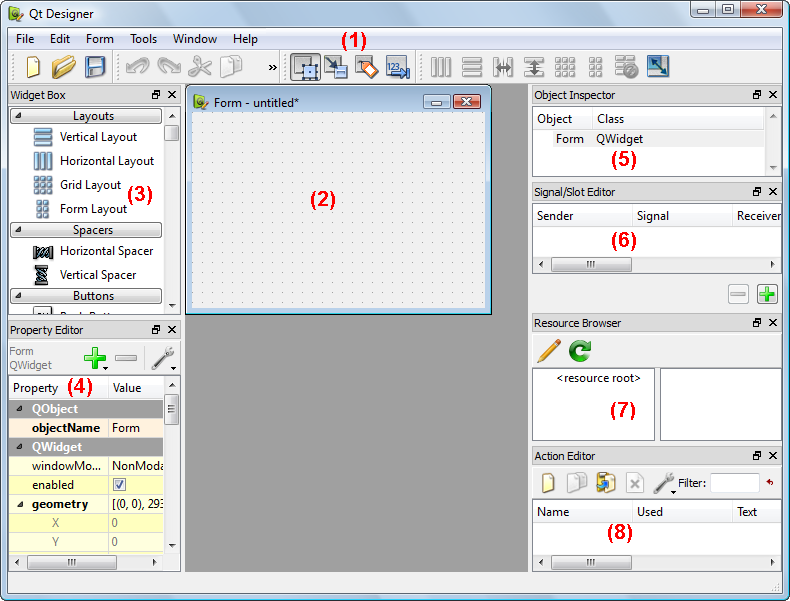 Qt Designer
File Edit Form Tools Window Help
(1)
123
»
Widget Box
Layouts
Vertical Layout
Horizontal Layout
Grid Layout
(3)
Form Layout
Spacers
Horizontal Spacer
Vertical Spacer
Buttons
Property Editor
Form
QWidget
Property (4) Value
QObject
objectName Form
QWidget
windowMo... NonModa
enabled
geometry [(0, 0), 293
X 0
Y 0
Form - untitled*
(2)
Object Inspector
Object Class
Form QWidget
(5)
Signal/Slot Editor
Sender Signal Receiver
(6)
Resource Browser
<resource root>
(7)
Action Editor
Filter:
Name Used Text
(8)